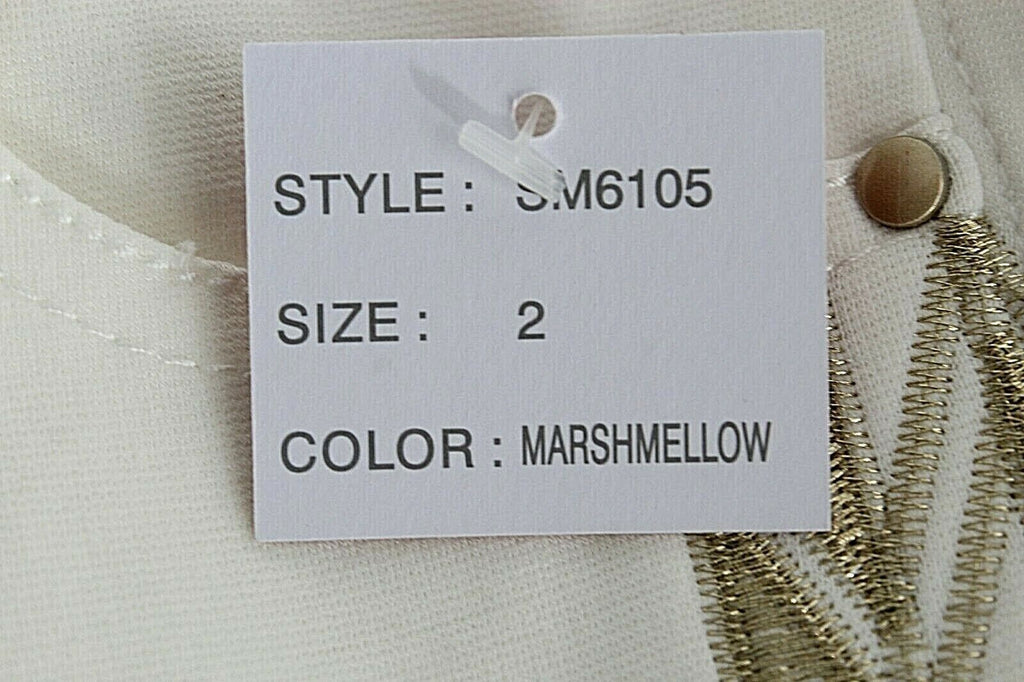 STYLE : SM6105
SIZE : 2
COLOR : MARSHMELLOW